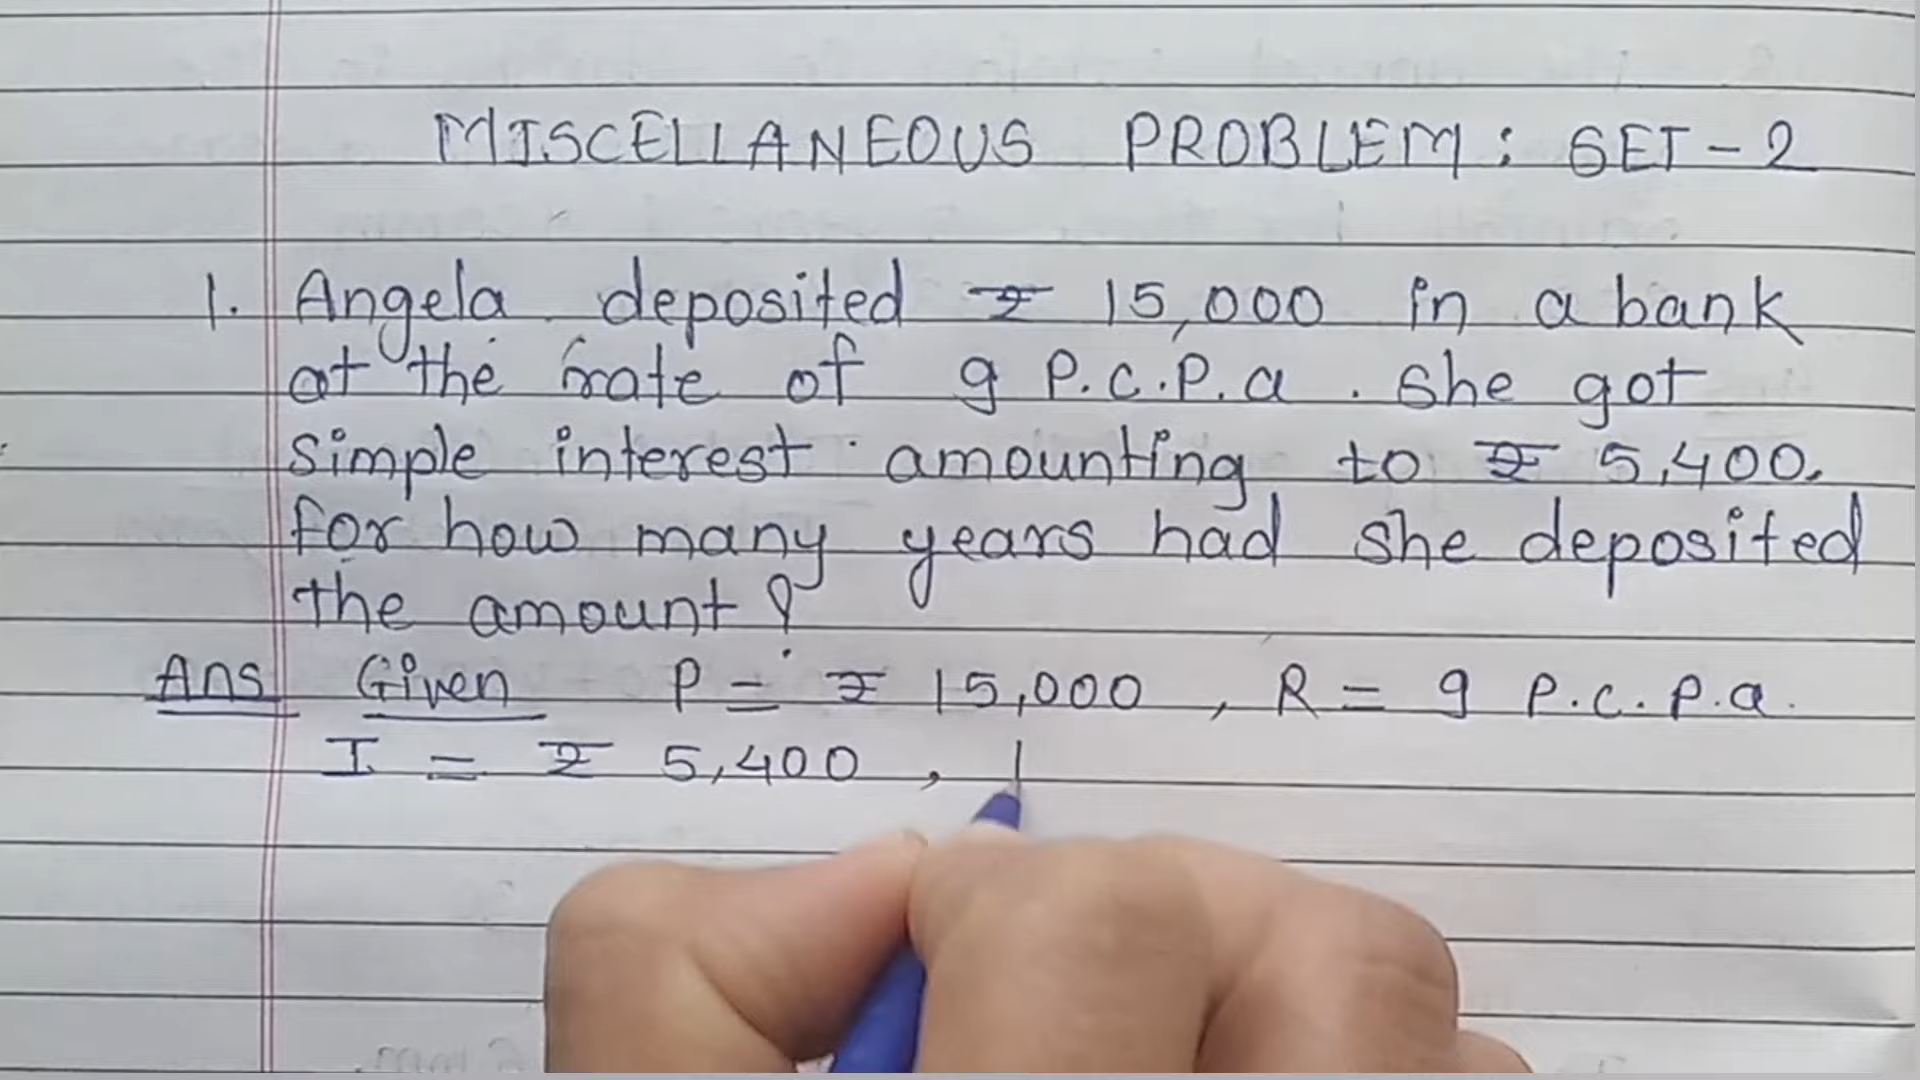 MISCELLANEOUS PROBLEM : SET - 2
1. Angela deposited ₹ 15,000 in a bank
at the rate of 9 P.C.P.a. She got
simple interest amounting to ₹ 5,400.
for how many years had she deposited
the amount?
Ans Given P = ₹ 15,000, R = 9 P.C.P.a.
I = ₹ 5,400,